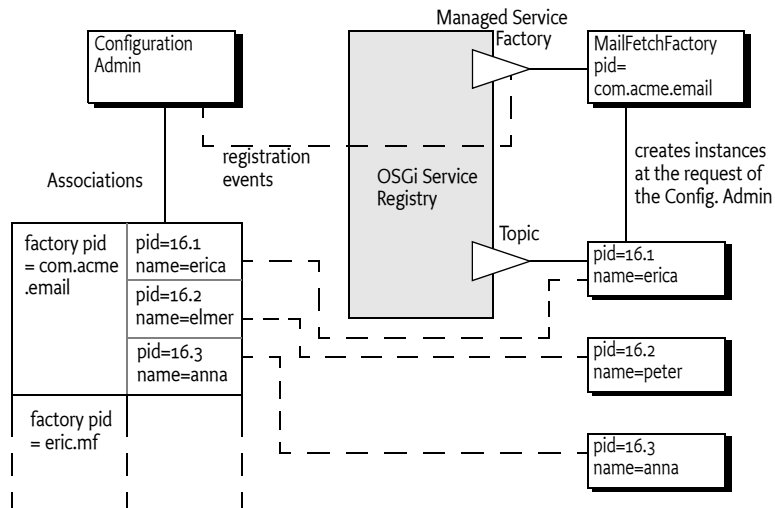 Managed Service
Factory
Configuration
Admin
MailFetchFactory
pid=
com.acme.email
registration
events
creates instances
at the request of
the Config. Admin
Associations
OSGi Service
Registry
Topic
factory pid
= com.acme
.email
pid=16.1
name=erica
pid=16.2
name=elmer
pid=16.3
name=anna
factory pid
= eric.mf
pid=16.1
name=erica
pid=16.2
name=peter
pid=16.3
name=anna